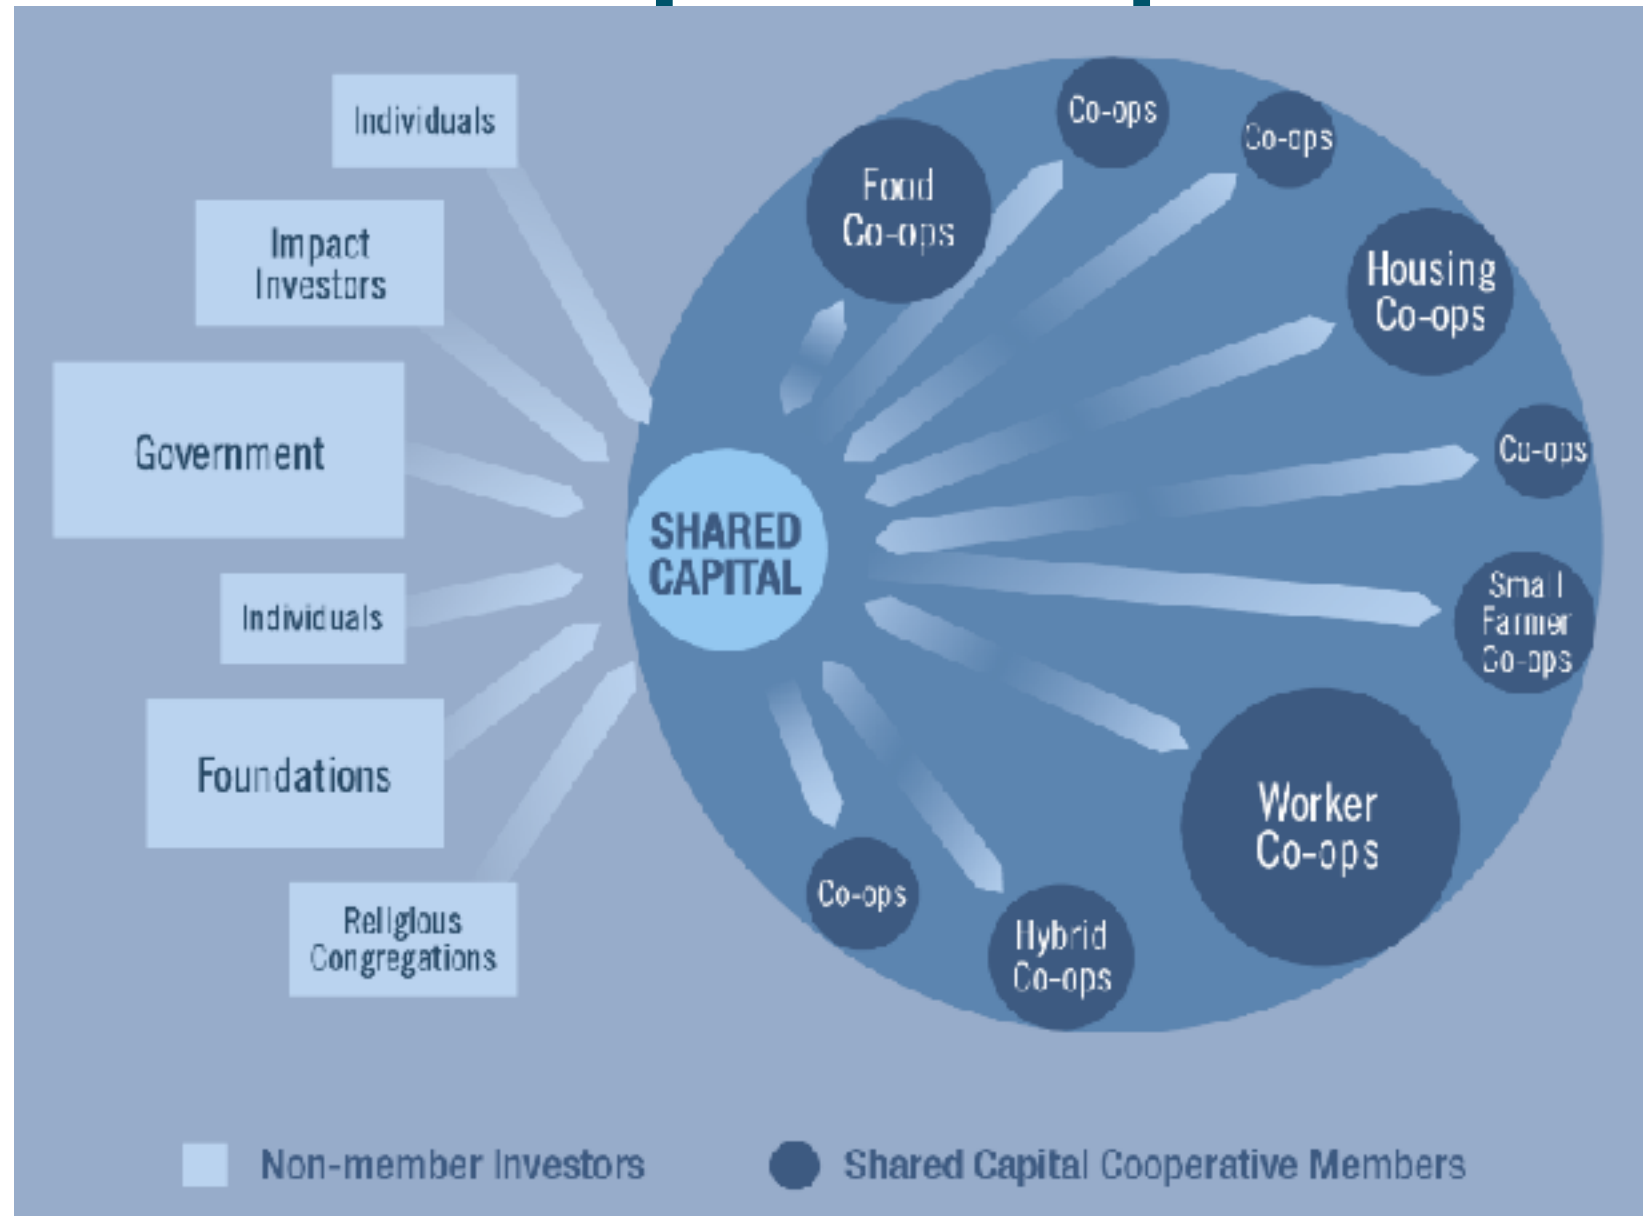 Individuals
Impact
Investors
Government
Individuals
Foundations
Religious
Congregations
SHARED
CAPITAL
Food
Co-ops
Co-ops
Co-ops
Housing
Co-ops
Co-ops
Small
Farmer
Co-ops
Worker
Co-ops
Hybrid
Co-ops
Co-ops
Non-member Investors
Shared Capital Cooperative Members